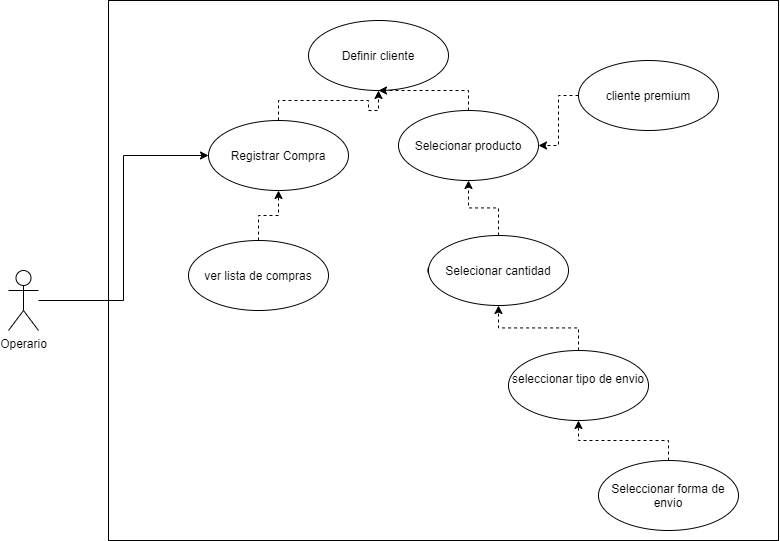 Definir cliente
cliente premium
Registrar Compra
Selecionar producto
ver lista de compras
Selecionar cantidad
Operario
seleccionar tipo de envio
Seleccionar forma de
envio